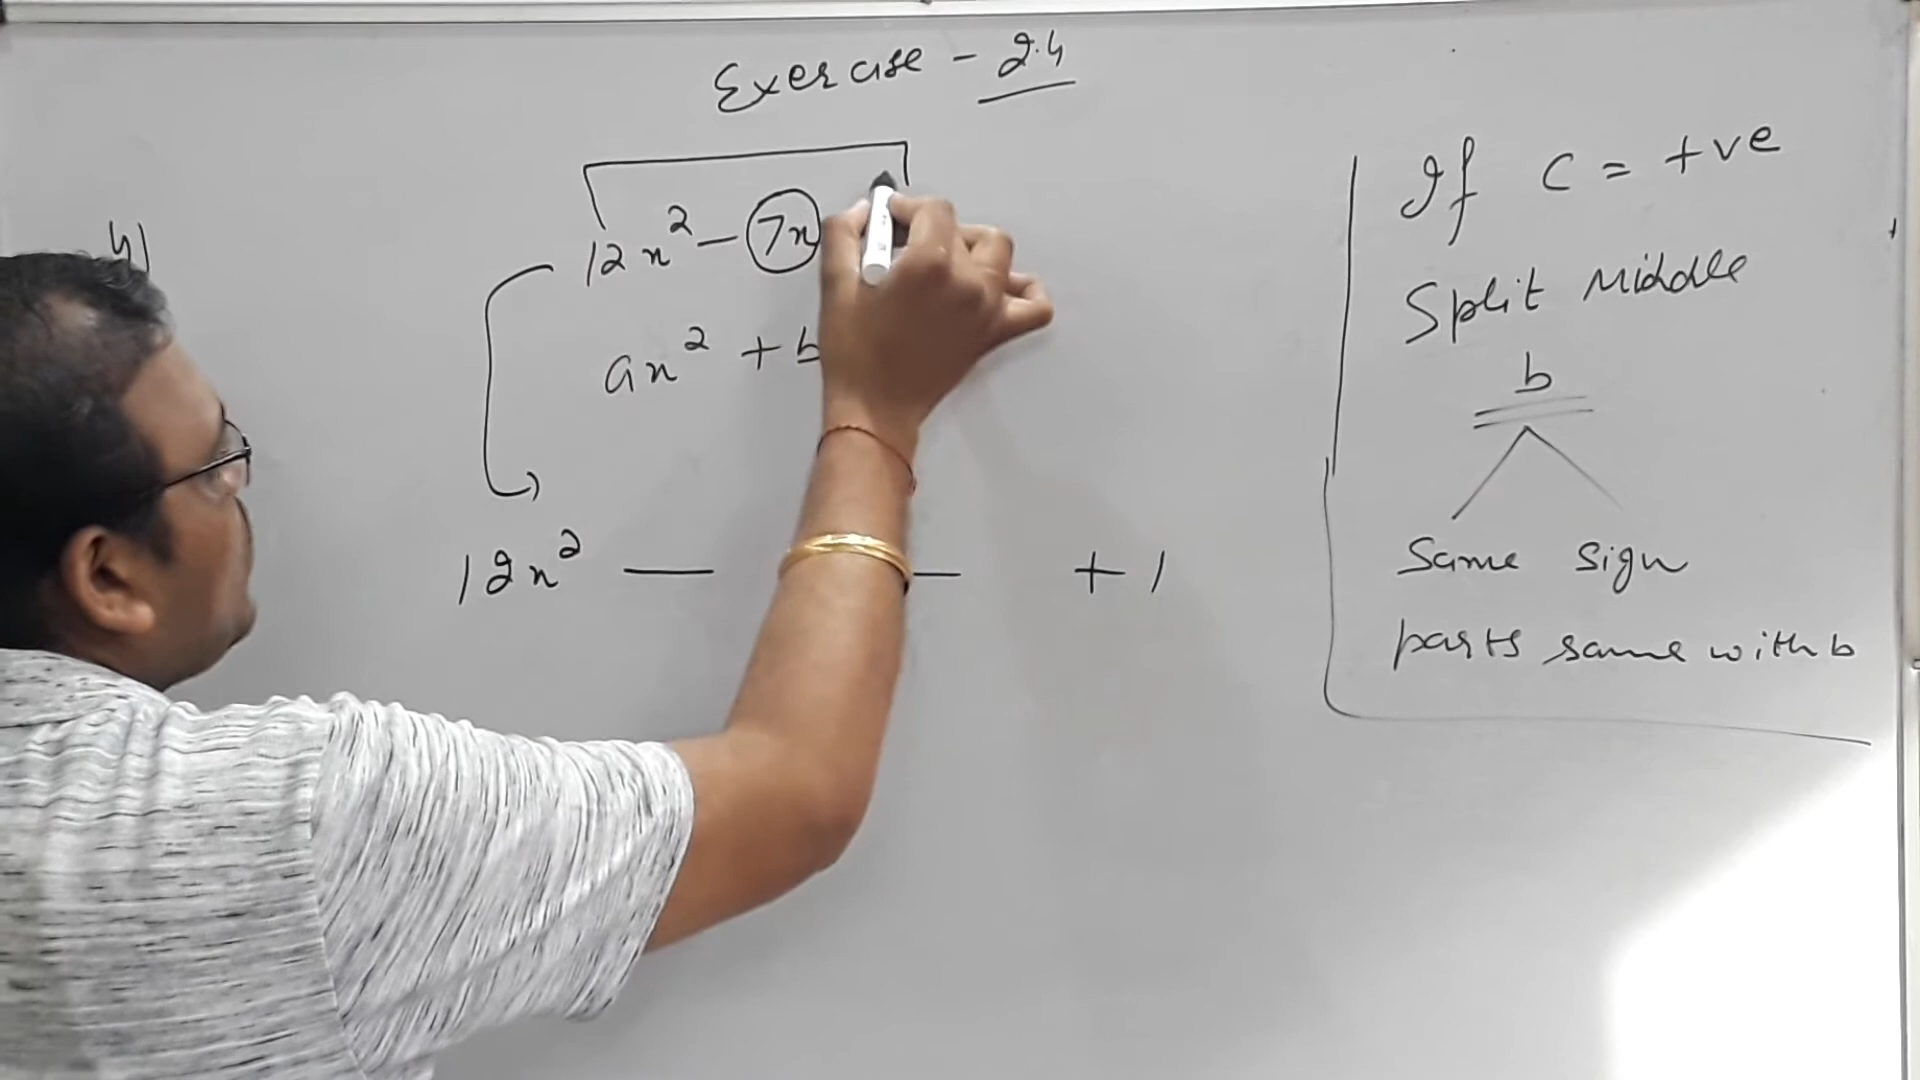 Exercise - 2.4
4)
12x² - 7x
ax² + b
12x² — — + 1
If c = +ve
Split Middle
b
Same sign
parts same with b